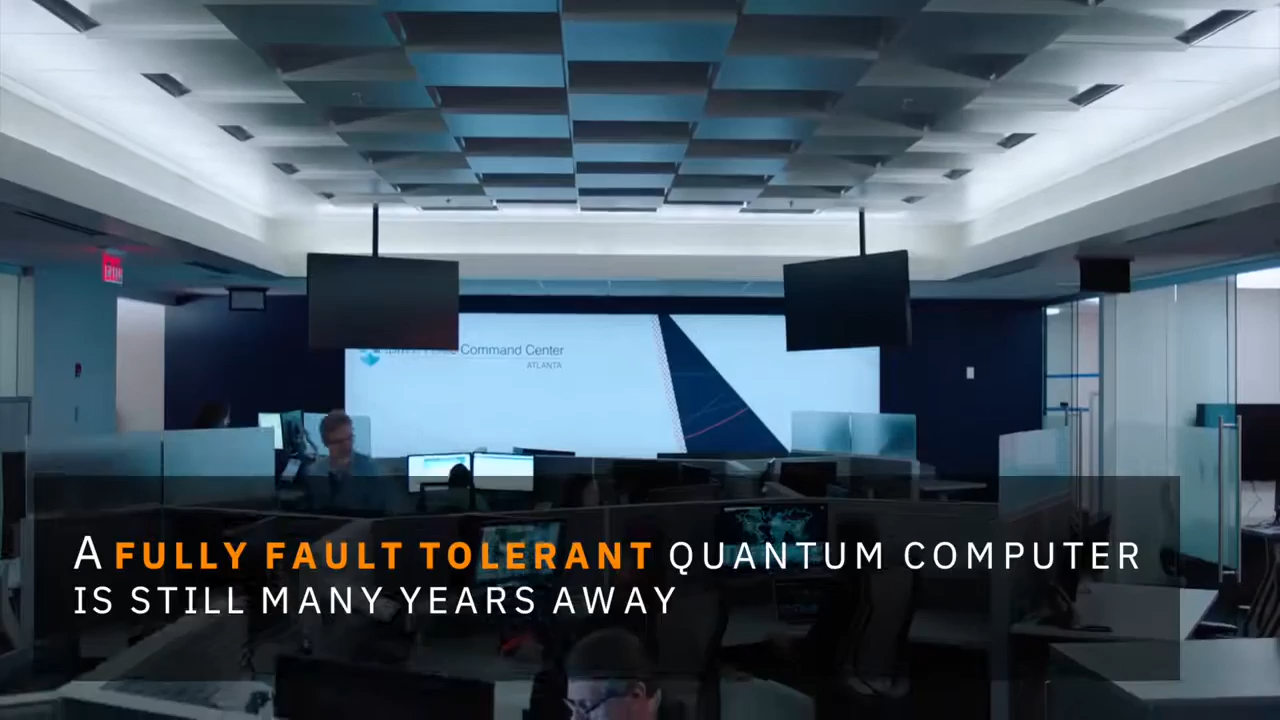 EXIT
Command Center
ATLANTA
A FULLY FAULT TOLERANT QUANTUM COMPUTER
IS STILL MANY YEARS AWAY